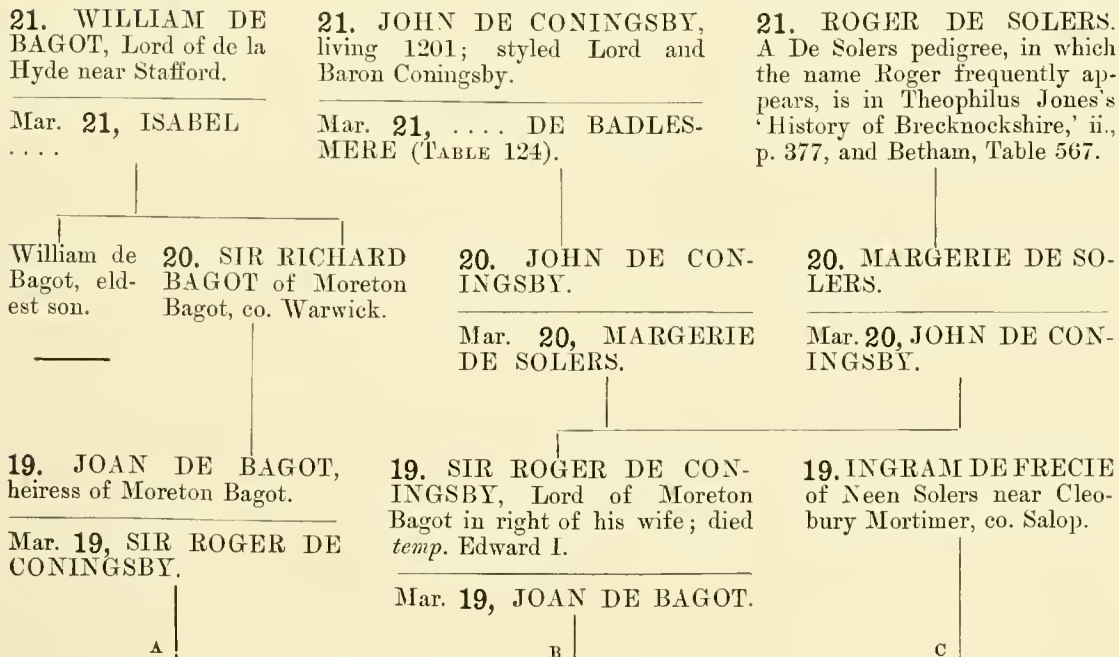 21. WILLIAM DE
BAGOT, Lord of de la
Hyde near Stafford.
Mar. 21, ISABEL
. . . .
21. JOHN DE CONINGSBY,
living 1201; styled Lord and
Baron Coningsby.
Mar. 21, . . . . DE BADLES-
MERE (TABLE 124).
21. ROGER DE SOLERS.
A De Solers pedigree, in which
the name Roger frequently ap-
pears, is in Theophilus Jones's
‘History of Brecknockshire,’ ii.,
p. 377, and Betham, Table 567.
William de
Bagot, eld-
est son.
20. SIR RICHARD
BAGOT of Moreton
Bagot, co. Warwick.
20. JOHN DE CON-
INGSBY.
Mar. 20, MARGERIE
DE SOLERS.
20. MARGERIE DE SO-
LERS.
Mar. 20, JOHN DE CON-
INGSBY.
19. JOAN DE BAGOT,
heiress of Moreton Bagot.
Mar. 19, SIR ROGER DE
CONINGSBY.
19. SIR ROGER DE CON-
INGSBY, Lord of Moreton
Bagot in right of his wife; died
temp. Edward I.
Mar. 19, JOAN DE BAGOT.
19. INGRAM DE FRECIE
of Neen Solers near Cleo-
bury Mortimer, co. Salop.
A
B
C